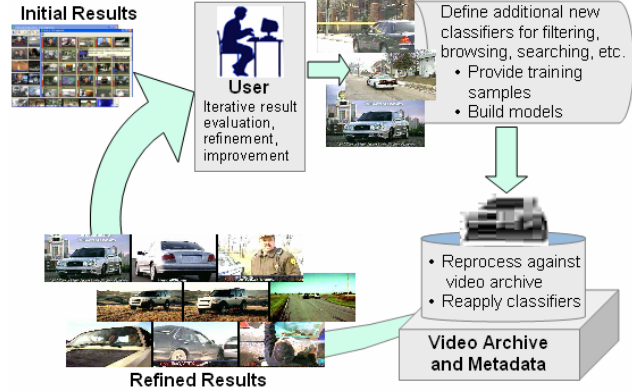 Initial Results
User
Iterative result
evaluation,
refinement,
improvement
Define additional new
classifiers for filtering,
browsing, searching, etc.
• Provide training
samples
• Build models
• Reprocess against
video archive
• Reapply classifiers
Video Archive
and Metadata
Refined Results